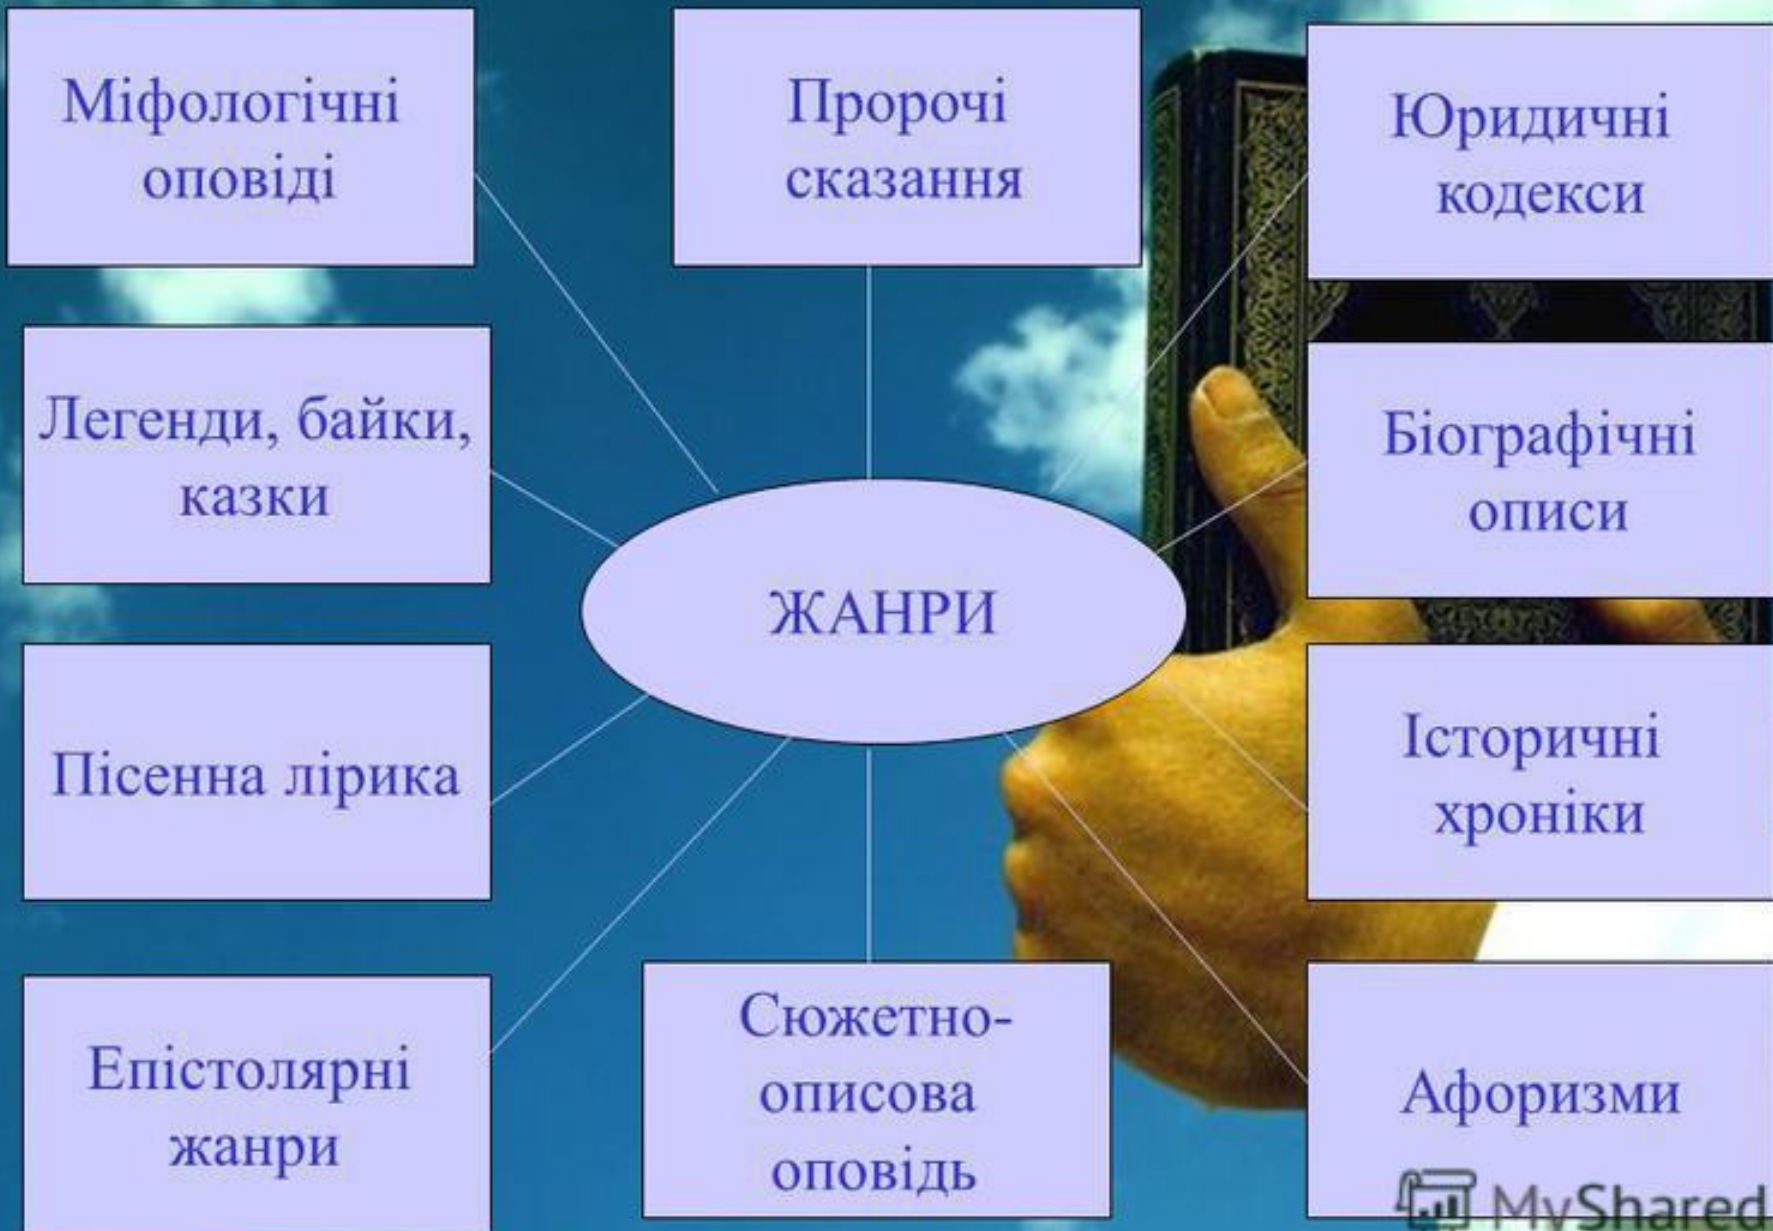 Міфологічні
оповіді
Пророчі
сказання
Юридичні
кодекси
Легенди, байки,
казки
Біографічні
описи
ЖАНРИ
Пісенна лірика
Історичні
хроніки
Епістолярні
жанри
Сюжетно-
описова
оповідь
Афоризми
MyShared